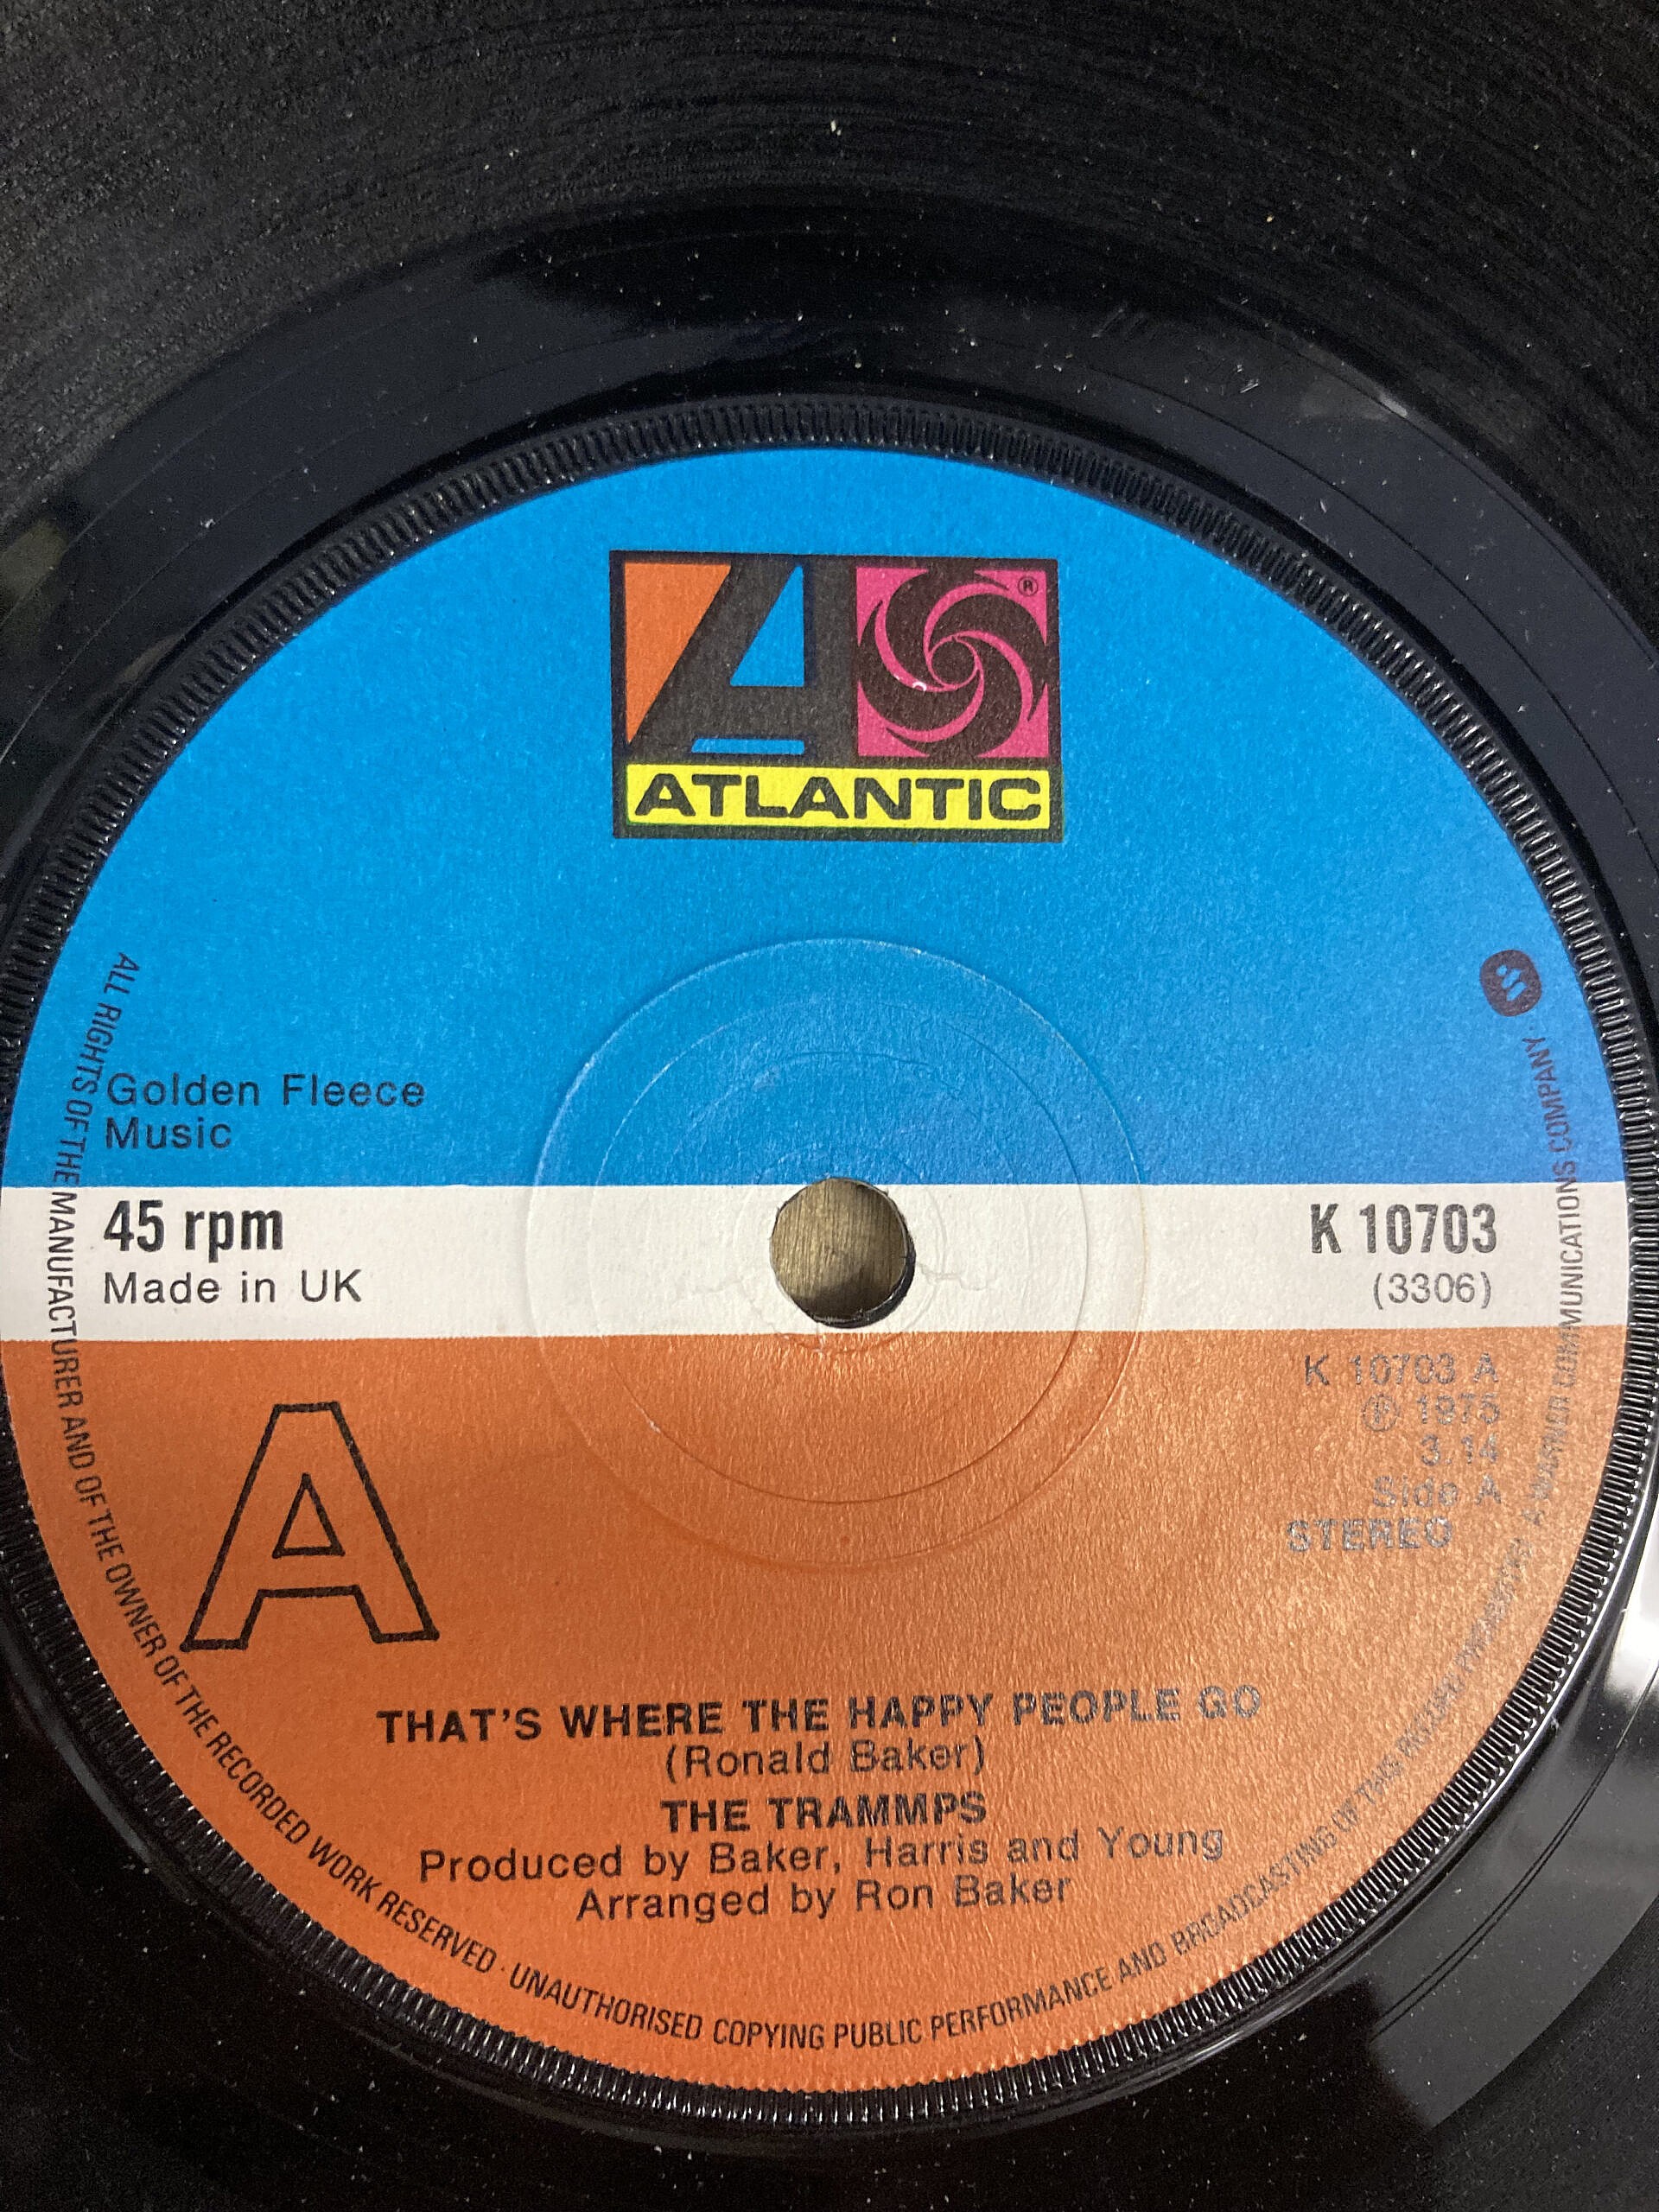 A
®
ATLANTIC
Golden Fleece
Music
45 rpm
Made in UK
K 10703
(3306)
K 10703 A
Ⓟ 1975
3.14
Side A
STEREO
A
THAT'S WHERE THE HAPPY PEOPLE GO
(Ronald Baker)
THE TRAMMPS
Produced by Baker, Harris and Young
Arranged by Ron Baker
ALL RIGHTS OF THE MANUFACTURER AND OF THE OWNER OF THE RECORDED WORK RESERVED · UNAUTHORISED COPYING PUBLIC PERFORMANCE AND BROADCASTING OF THIS RECORD PROHIBITED · A WARNER COMMUNICATIONS COMPANY ·